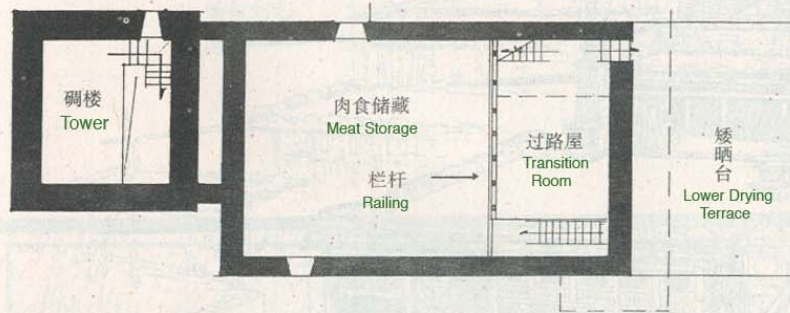 碉楼
Tower
肉食储藏
Meat Storage
栏杆
Railing
过路屋
Transition
Room
矮晒台
Lower Drying
Terrace